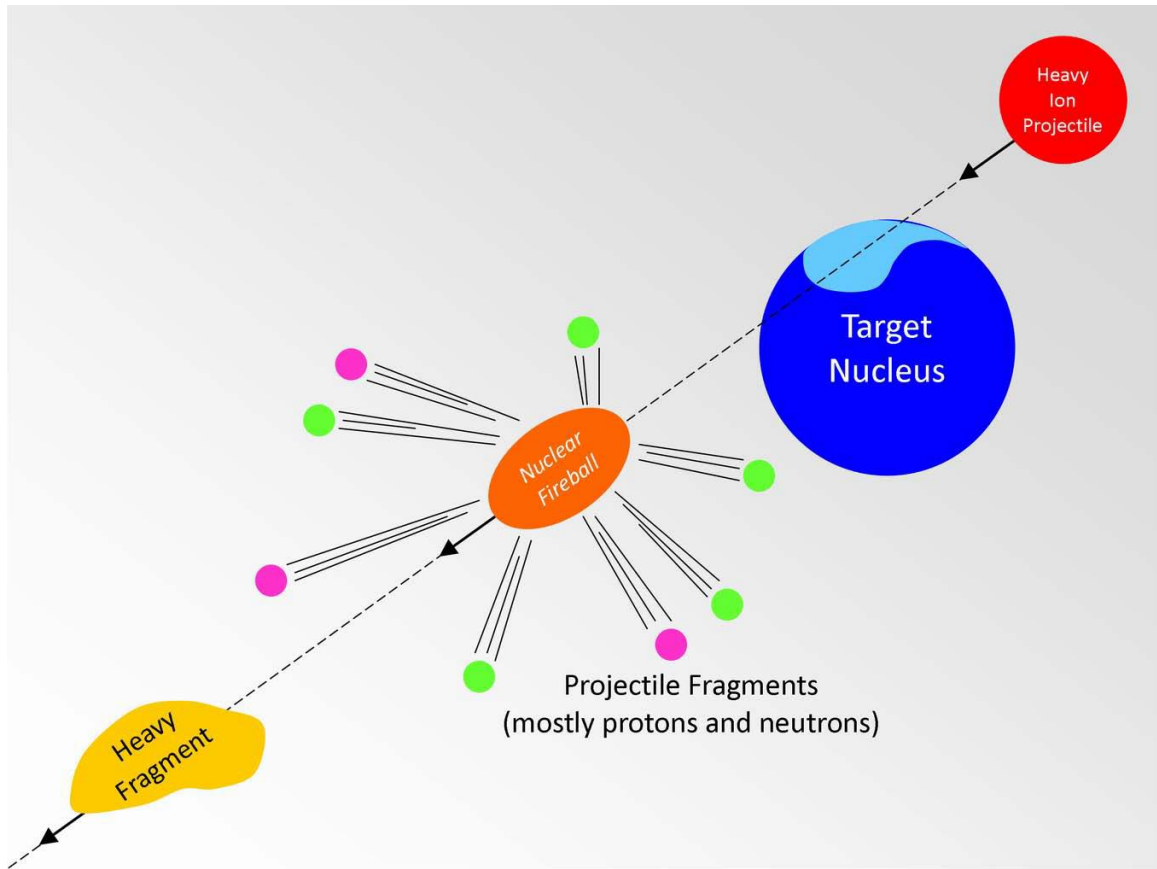 Heavy
Ion
Projectile
Target
Nucleus
Nuclear
Fireball
Projectile Fragments
(mostly protons and neutrons)
Heavy
Fragment